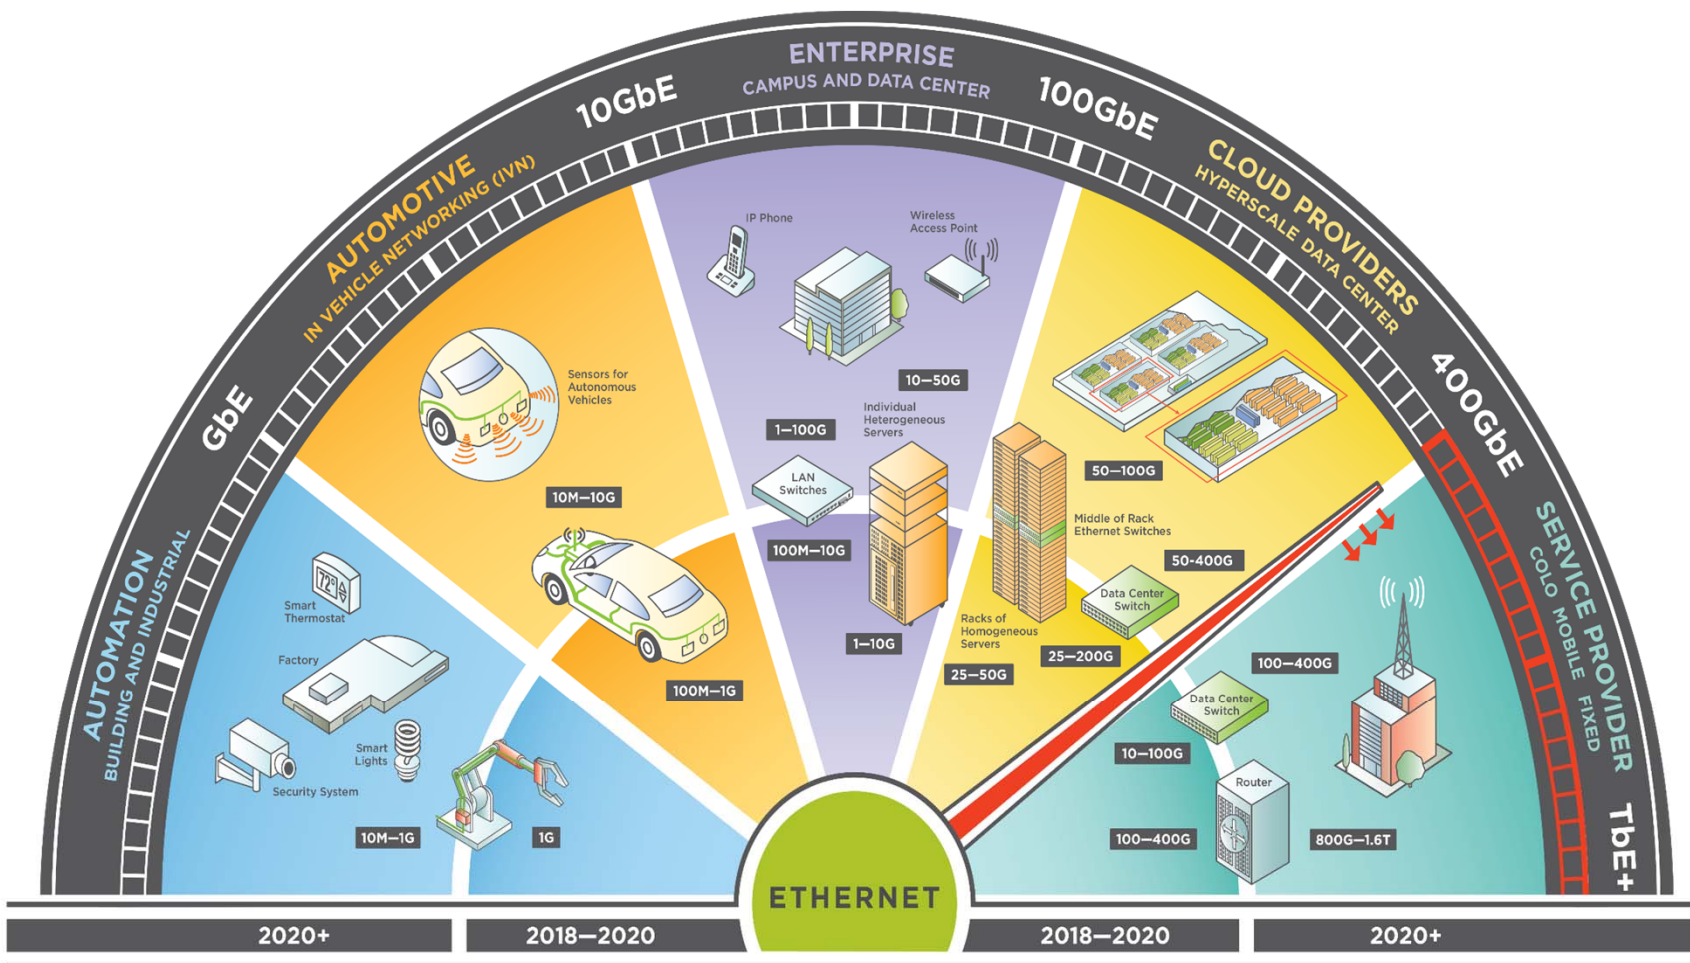 ENTERPRISE
CAMPUS AND DATA CENTER
10GbE
100GbE
AUTOMOTIVE
IN VEHICLE NETWORKING (IVN)
CLOUD PROVIDERS
HYPERSCALE DATA CENTER
GbE
400GbE
AUTOMATION
BUILDING AND INDUSTRIAL
SERVICE PROVIDER
COLO MOBILE FIXED
TbE+
Smart
Thermostat
72°
Factory
Smart
Lights
Security System
10M—1G
1G
Sensors for
Autonomous
Vehicles
10M—10G
100M—1G
IP Phone
Wireless
Access Point
10—50G
1—100G
Individual
Heterogeneous
Servers
LAN
Switches
100M—10G
1—10G
50—100G
Middle of Rack
Ethernet Switches
50-400G
Data Center
Switch
Racks of
Homogeneous
Servers
25—200G
25—50G
100—400G
Data Center
Switch
10—100G
Router
100—400G
800G—1.6T
ETHERNET
2020+
2018—2020
2018—2020
2020+